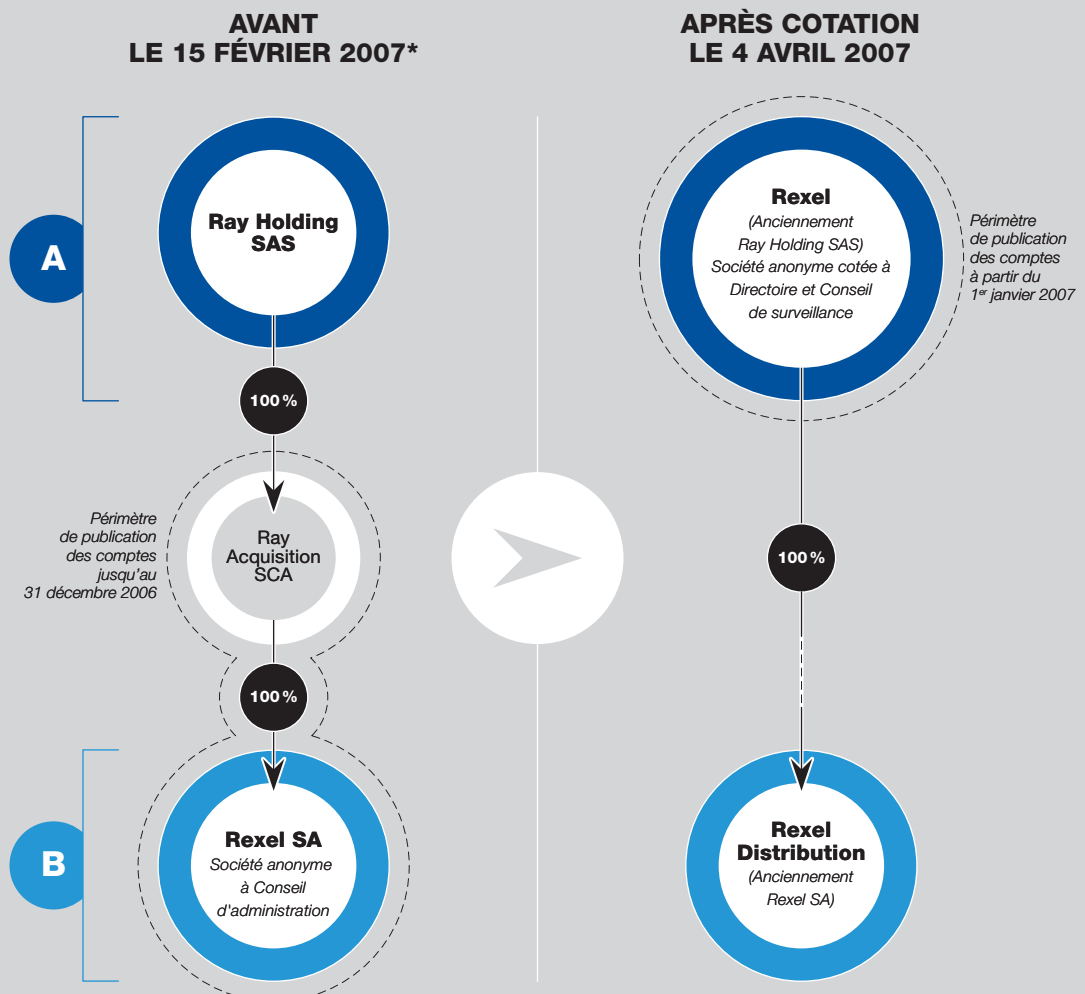 AVANT
LE 15 FÉVRIER 2007*
A
Ray Holding
SAS
100 %
Périmètre
de publication
des comptes
jusqu'au
31 décembre 2006
Ray
Acquisition
SCA
100 %
B
Rexel SA
Société anonyme
à Conseil
d'administration
APRÈS COTATION
LE 4 AVRIL 2007
Rexel
(Anciennement
Ray Holding SAS)
Société anonyme cotée à
Directoire et Conseil
de surveillance
Périmètre
de publication
des comptes
à partir du
1er janvier 2007
100 %
Rexel
Distribution
(Anciennement
Rexel SA)